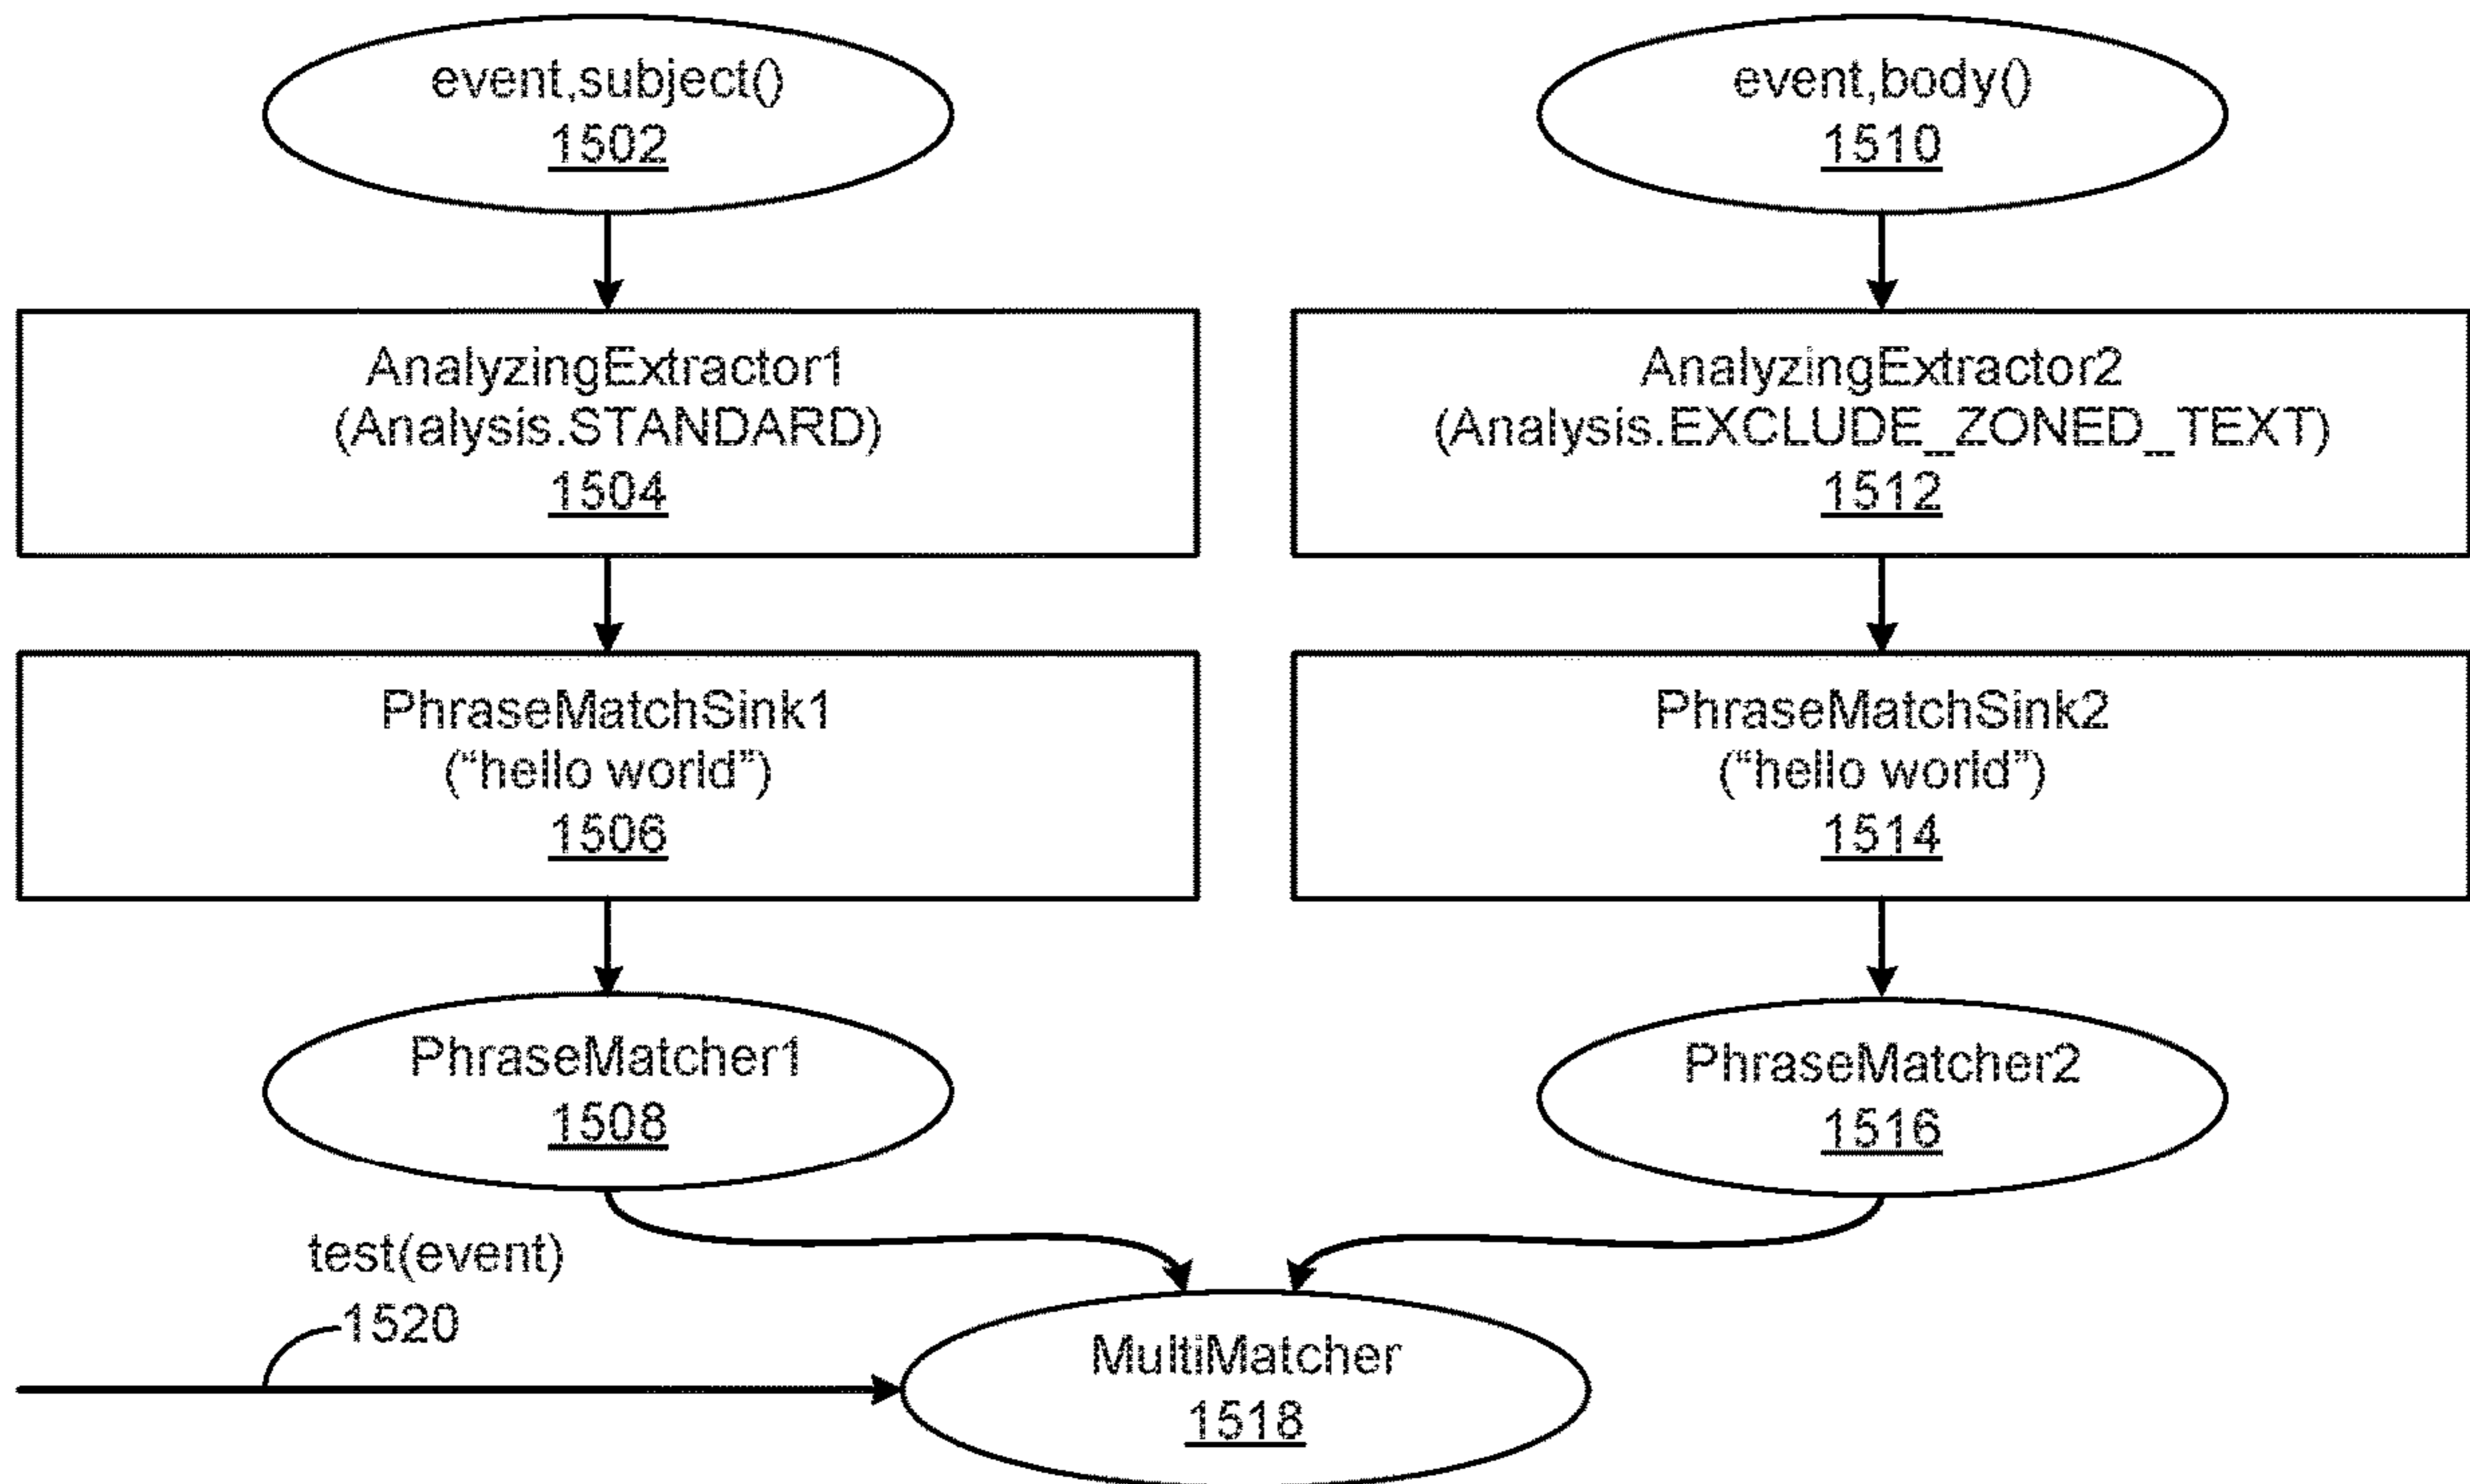 event,subject()
1502
event,body()
1510
AnalyzingExtractor1
(Analysis.STANDARD)
1504
AnalyzingExtractor2
(Analysis.EXCLUDE_ZONED_TEXT)
1512
PhraseMatchSink1
(“hello world”)
1506
PhraseMatchSink2
(“hello world”)
1514
PhraseMatcher1
1508
PhraseMatcher2
1516
test(event)
1520
MultiMatcher
1518